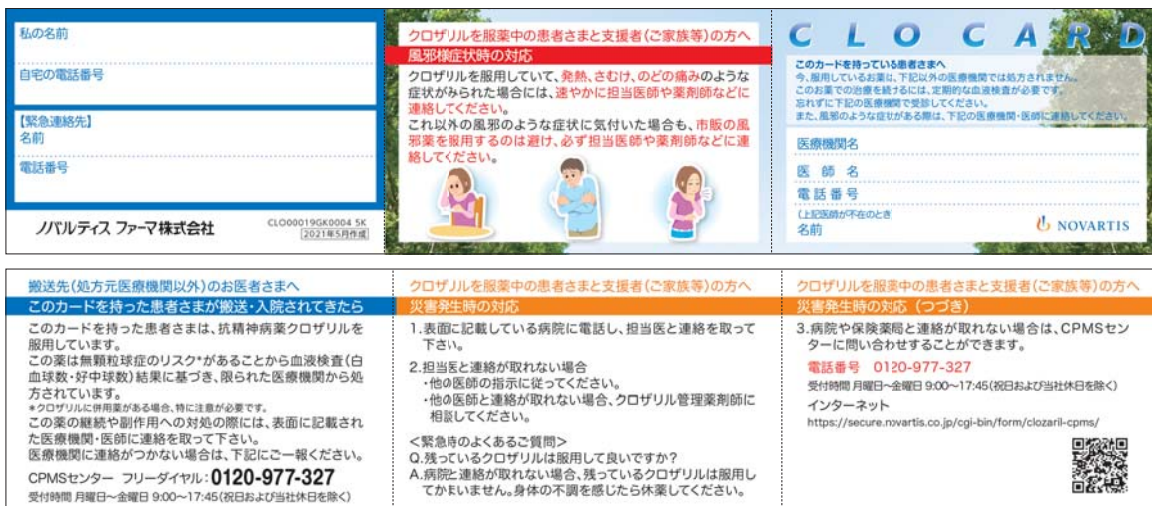 私の名前
自宅の電話番号
【緊急連絡先】
名前
電話番号
ノバルティス ファーマ株式会社
CLO00019GK0004 5K
2021年5月作成
クロザリルを服薬中の患者さまと支援者(ご家族等)の方へ
風邪様症状時の対応
クロザリルを服用していて、発熱、さむけ、のどの痛みのような
症状がみられた場合には、速やかに担当医師や薬剤師などに
連絡してください。
これ以外の風邪のような症状に気付いた場合も、市販の風
邪薬を服用するのは避け、必ず担当医師や薬剤師などに連
絡してください。
CLO CARD
このカードを持っている患者さまへ
今、服用しているお薬は、下記以外の医療機関では処方されません。
このお薬での治療を続けるには、定期的な血液検査が必要です。
忘れずに下記の医療機関で受診してください。
また、風邪のような症状がある際は、下記の医療機関・医師に連絡してください。
医療機関名
医師名
電話番号
(上記医師が不在のとき
名前
NOVARTIS
搬送先(処方元医療機関以外)のお医者さまへ
このカードを持った患者さまが搬送・入院されてきたら
このカードを持った患者さまは、抗精神病薬クロザリルを
服用しています。
この薬は無顆粒球症のリスク*があることから血液検査(白
血球数・好中球数)結果に基づき、限られた医療機関から処
方されています。
*クロザリルに併用薬がある場合、特に注意が必要です。
この薬の継続や副作用への対処の際には、表面に記載され
た医療機関・医師に連絡を取って下さい。
医療機関に連絡がつかない場合は、下記にご一報ください。
CPMSセンター フリーダイヤル:0120-977-327
受付時間 月曜日~金曜日 9:00~17:45(祝日および当社休日を除く)
クロザリルを服薬中の患者さまと支援者(ご家族等)の方へ
災害発生時の対応
1.表面に記載している病院に電話し、担当医と連絡を取って
下さい。
2.担当医と連絡が取れない場合
・他の医師の指示に従ってください。
・他の医師と連絡が取れない場合、クロザリル管理薬剤師に
相談してください。
<緊急時のよくあるご質問>
Q.残っているクロザリルは服用して良いですか?
A.病院と連絡が取れない場合、残っているクロザリルは服用し
てかまいません。身体の不調を感じたら休薬してください。
クロザリルを服薬中の患者さまと支援者(ご家族等)の方へ
災害発生時の対応(つづき)
3.病院や保険薬局と連絡が取れない場合は、CPMSセン
ターに問い合わせすることができます。
電話番号 0120-977-327
受付時間 月曜日~金曜日 9:00~17:45(祝日および当社休日を除く)
インターネット
https://secure.novartis.co.jp/cgi-bin/form/clozaril-cpms/